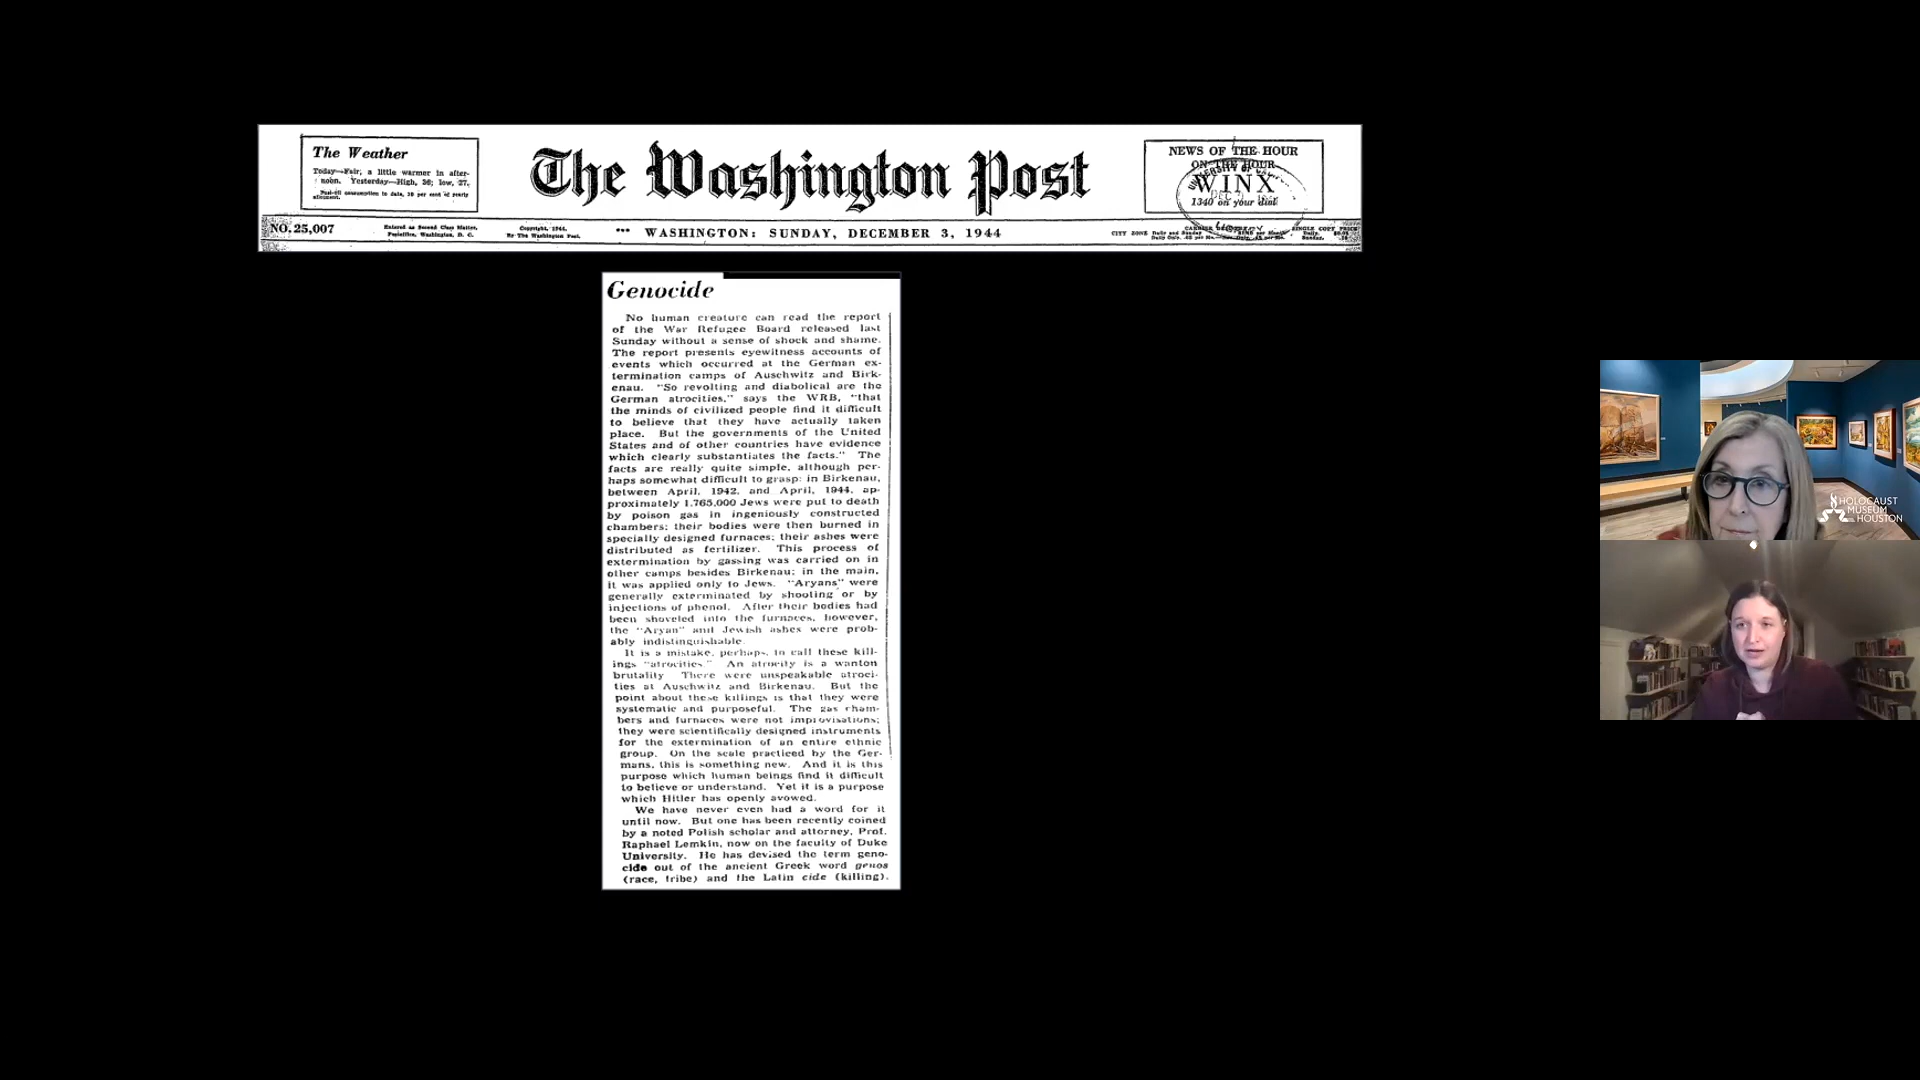 The Weather
Today—Fair, a little warmer in after-
noon. Yesterday—High, 36; low, 27.
The Washington Post
NEWS OF THE HOUR
ON THE HOUR
WINX
1340 on your dial
NO. 25,007
Entered as Second Class Matter,
Postoffice, Washington, D. C.
Copyright, 1944,
By The Washington Post.
*** WASHINGTON: SUNDAY, DECEMBER 3, 1944
CITY ZONE
SINGLE COPY PRICE
Genocide
No human creature can read the report
of the War Refugee Board released last
Sunday without a sense of shock and shame.
The report presents eyewitness accounts of
events which occurred at the German ex-
termination camps of Auschwitz and Birk-
enau. "So revolting and diabolical are the
German atrocities," says the WRB, "that
the minds of civilized people find it difficult
to believe that they have actually taken
place. But the governments of the United
States and of other countries have evidence
which clearly substantiates the facts." The
facts are really quite simple, although per-
haps somewhat difficult to grasp: in Birkenau,
between April, 1942, and April, 1944, ap-
proximately 1,765,000 Jews were put to death
by poison gas in ingeniously constructed
chambers; their bodies were then burned in
specially designed furnaces; their ashes were
distributed as fertilizer. This process of
extermination by gassing was carried on in
other camps besides Birkenau; in the main,
it was applied only to Jews. "Aryans" were
generally exterminated by shooting or by
injections of phenol. After their bodies had
been shoveled into the furnaces, however,
the "Aryan" and Jewish ashes were prob-
ably indistinguishable.
It is a mistake, perhaps, to call these kill-
ings "atrocities." An atrocity is a wanton
brutality. There were unspeakable atroci-
ties at Auschwitz and Birkenau. But the
point about these killings is that they were
systematic and purposeful. The gas cham-
bers and furnaces were not improvisations;
they were scientifically designed instruments
for the extermination of an entire ethnic
group. On the scale practiced by the Ger-
mans, this is something new. And it is this
purpose which human beings find it difficult
to believe or understand. Yet it is a purpose
which Hitler has openly avowed.
We have never even had a word for it
until now. But one has been recently coined
by a noted Polish scholar and attorney, Prof.
Raphael Lemkin, now on the faculty of Duke
University. He has devised the term geno-
cide out of the ancient Greek word genos
(race, tribe) and the Latin cide (killing).
HOLOCAUST
MUSEUM
HOUSTON